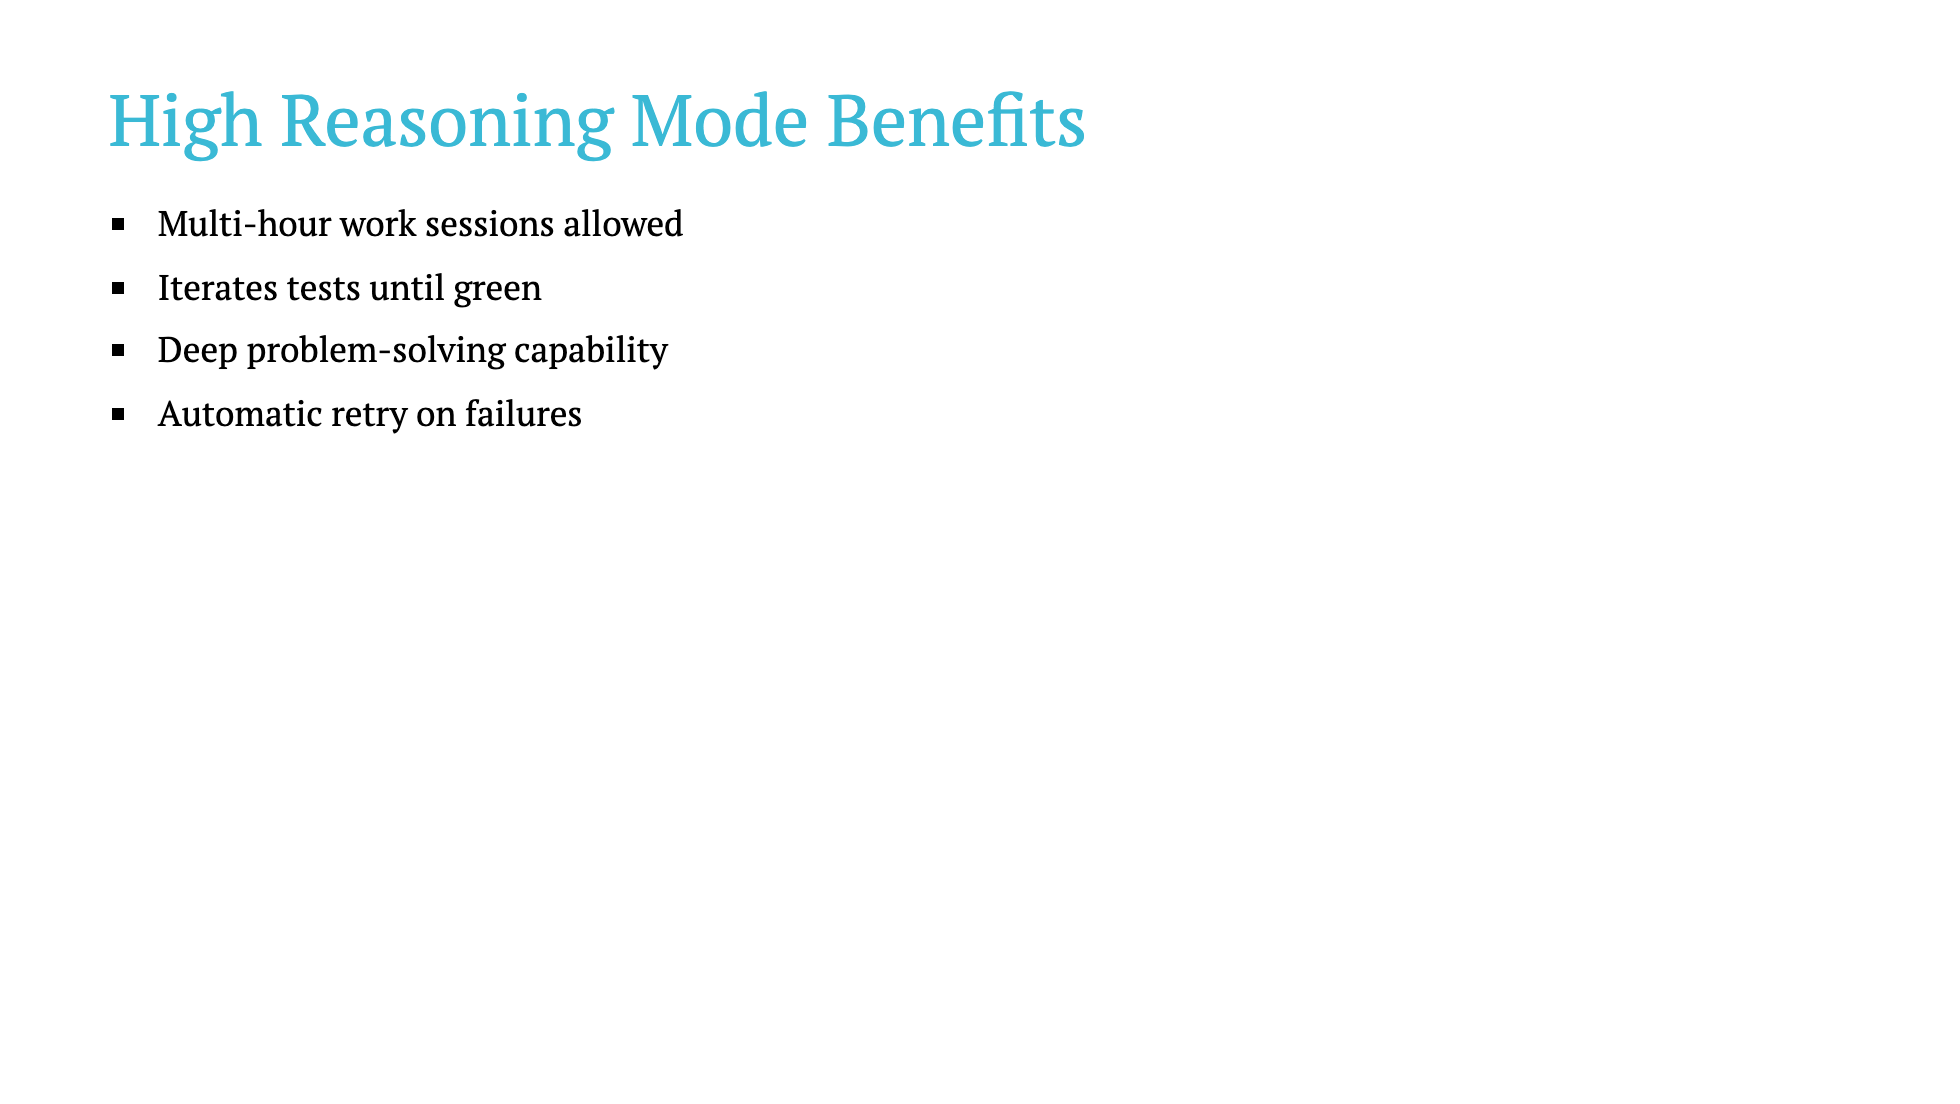 High Reasoning Mode Benefits
▪ Multi-hour work sessions allowed
▪ Iterates tests until green
▪ Deep problem-solving capability
▪ Automatic retry on failures